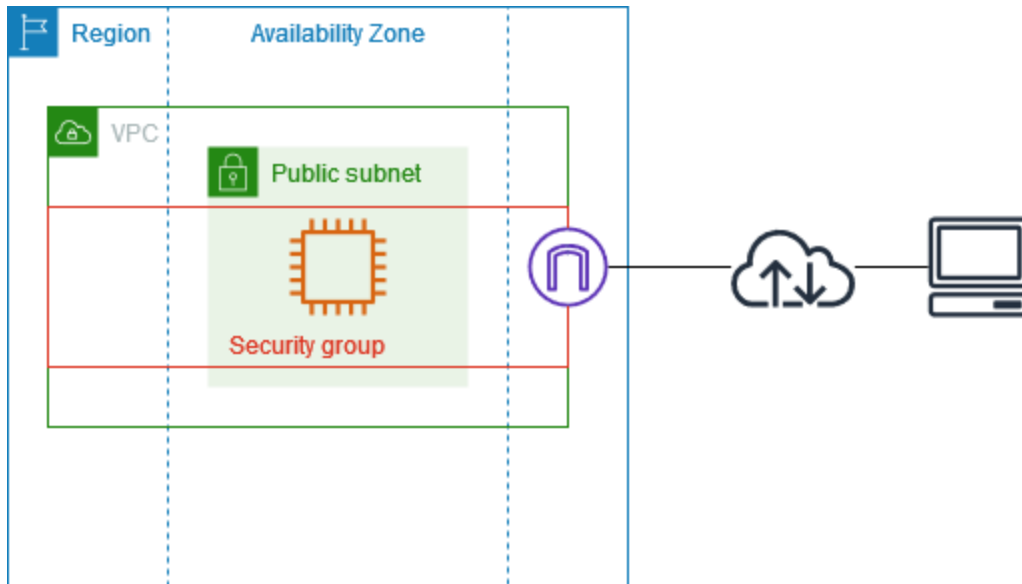 Region
Availability Zone
VPC
Public subnet
Security group